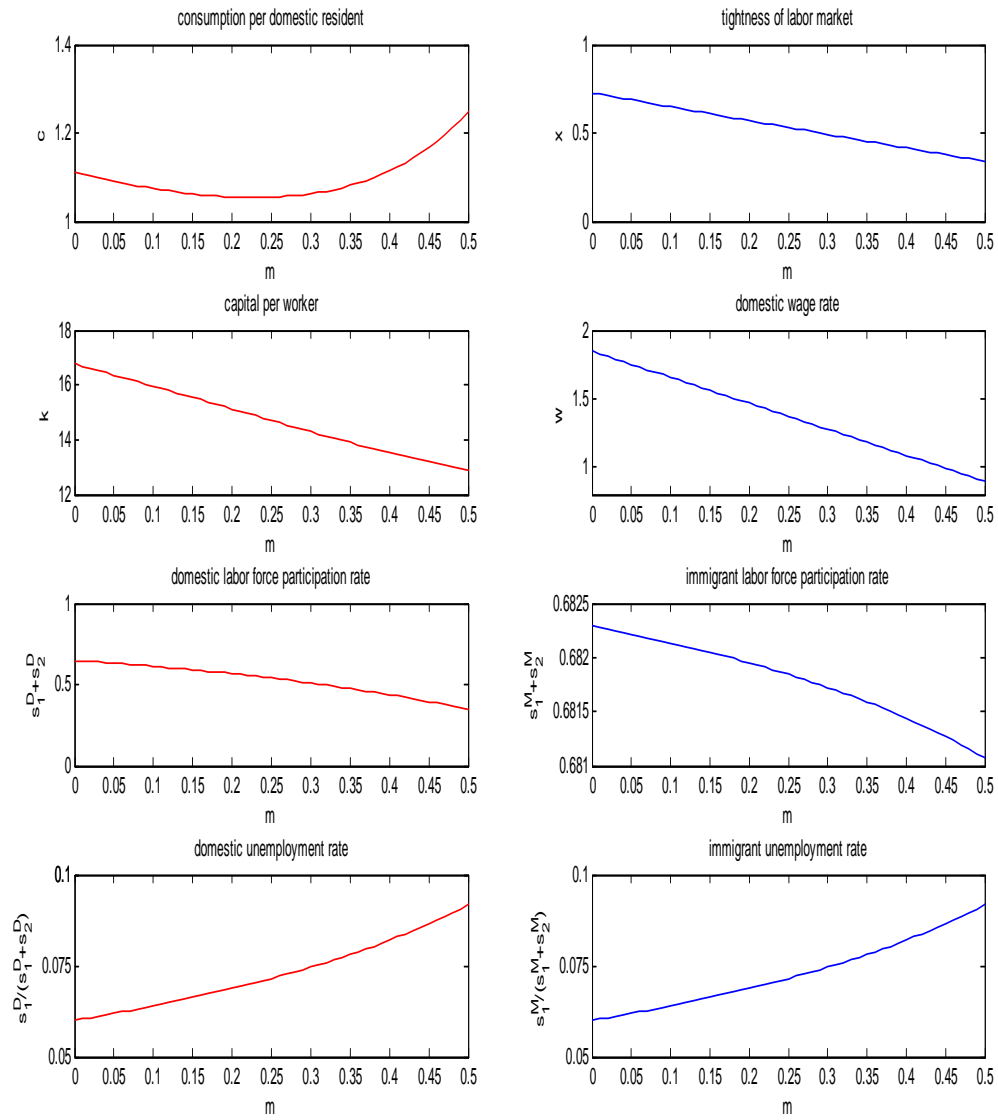 consumption per domestic resident
1.4
1.2
1
c
0 0.05 0.1 0.15 0.2 0.25 0.3 0.35 0.4 0.45 0.5
m
tightness of labor market
1
0.5
0
x
0 0.05 0.1 0.15 0.2 0.25 0.3 0.35 0.4 0.45 0.5
m
capital per worker
18
16
14
12
k
0 0.05 0.1 0.15 0.2 0.25 0.3 0.35 0.4 0.45 0.5
m
domestic wage rate
2
1.5
1
w
0 0.05 0.1 0.15 0.2 0.25 0.3 0.35 0.4 0.45 0.5
m
domestic labor force participation rate
1
0.5
0
s_1^D+s_2^D
0 0.05 0.1 0.15 0.2 0.25 0.3 0.35 0.4 0.45 0.5
m
immigrant labor force participation rate
0.6825
0.682
0.6815
0.681
s_1^M+s_2^M
0 0.05 0.1 0.15 0.2 0.25 0.3 0.35 0.4 0.45 0.5
m
domestic unemployment rate
0.1
0.075
0.05
s_1^D/(s_1^D+s_2^D)
0 0.05 0.1 0.15 0.2 0.25 0.3 0.35 0.4 0.45 0.5
m
immigrant unemployment rate
0.1
0.075
0.05
s_1^M/(s_1^M+s_2^M)
0 0.05 0.1 0.15 0.2 0.25 0.3 0.35 0.4 0.45 0.5
m